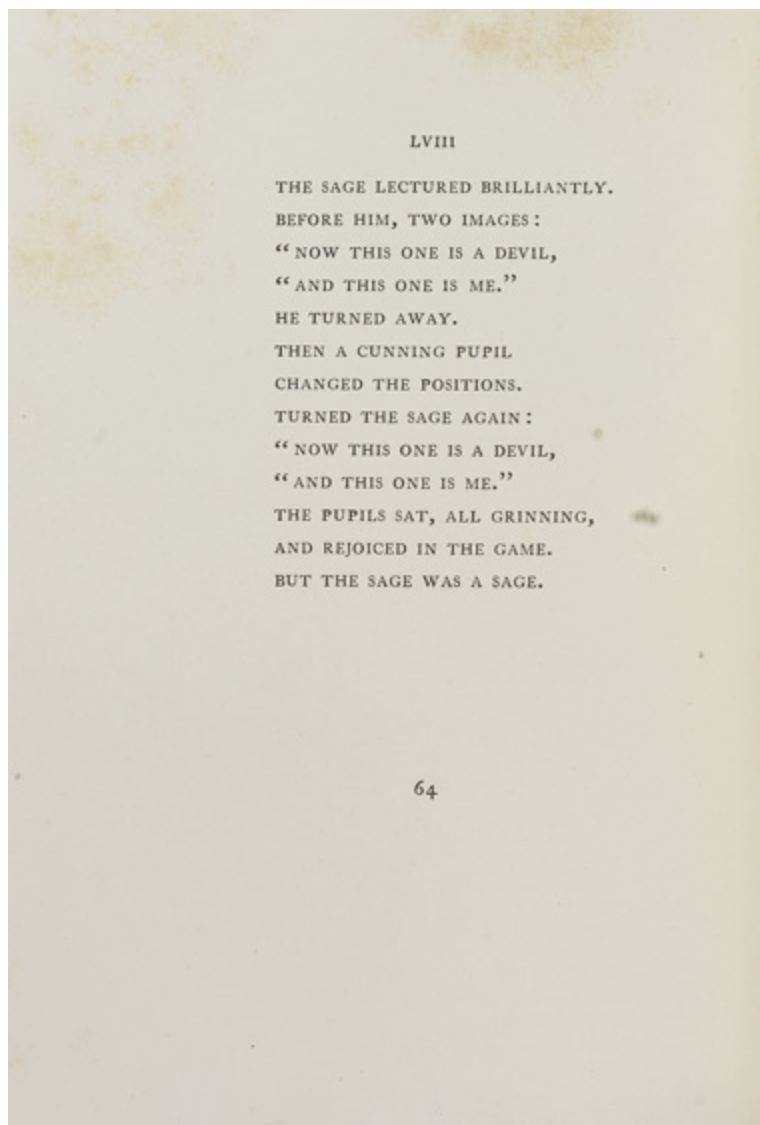 LVIII
THE SAGE LECTURED BRILLIANTLY.
BEFORE HIM, TWO IMAGES:
“NOW THIS ONE IS A DEVIL,
“AND THIS ONE IS ME.”
HE TURNED AWAY.
THEN A CUNNING PUPIL
CHANGED THE POSITIONS.
TURNED THE SAGE AGAIN:
“NOW THIS ONE IS A DEVIL,
“AND THIS ONE IS ME.”
THE PUPILS SAT, ALL GRINNING,
AND REJOICED IN THE GAME.
BUT THE SAGE WAS A SAGE.
64